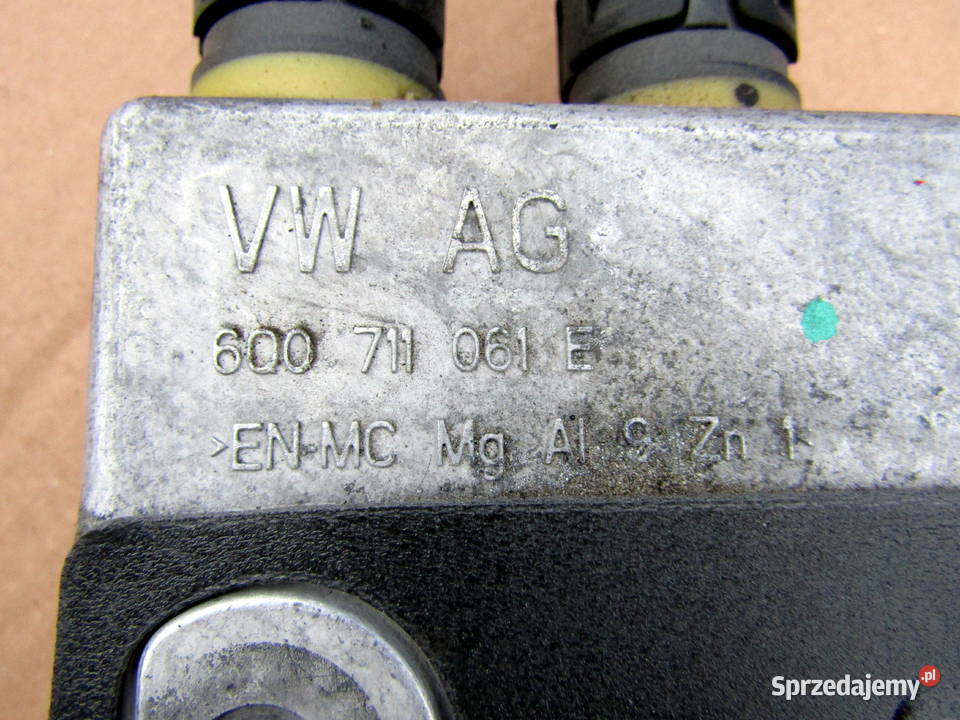 VW AG
6Q0 711 061 E
>EN-MC Mg Al 9 Zn 1<
Sprzedajemy.pl